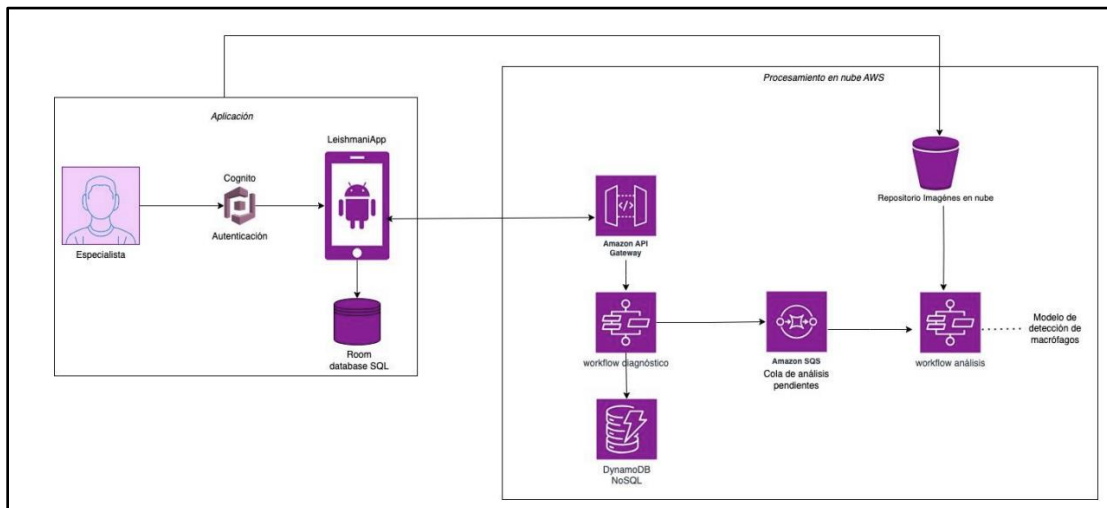 Procesamiento en nube AWS
Aplicación
LeishmaniApp
Cognito
Autenticación
Especialista
Room
database SQL
Repositorio Imagènes en nube
Amazon API
Gateway
workflow diagnóstico
Amazon SQS
Cola de análisis
pendientes
workflow análisis
Modelo de
detección de
macrófagos
DynamoDB
NoSQL